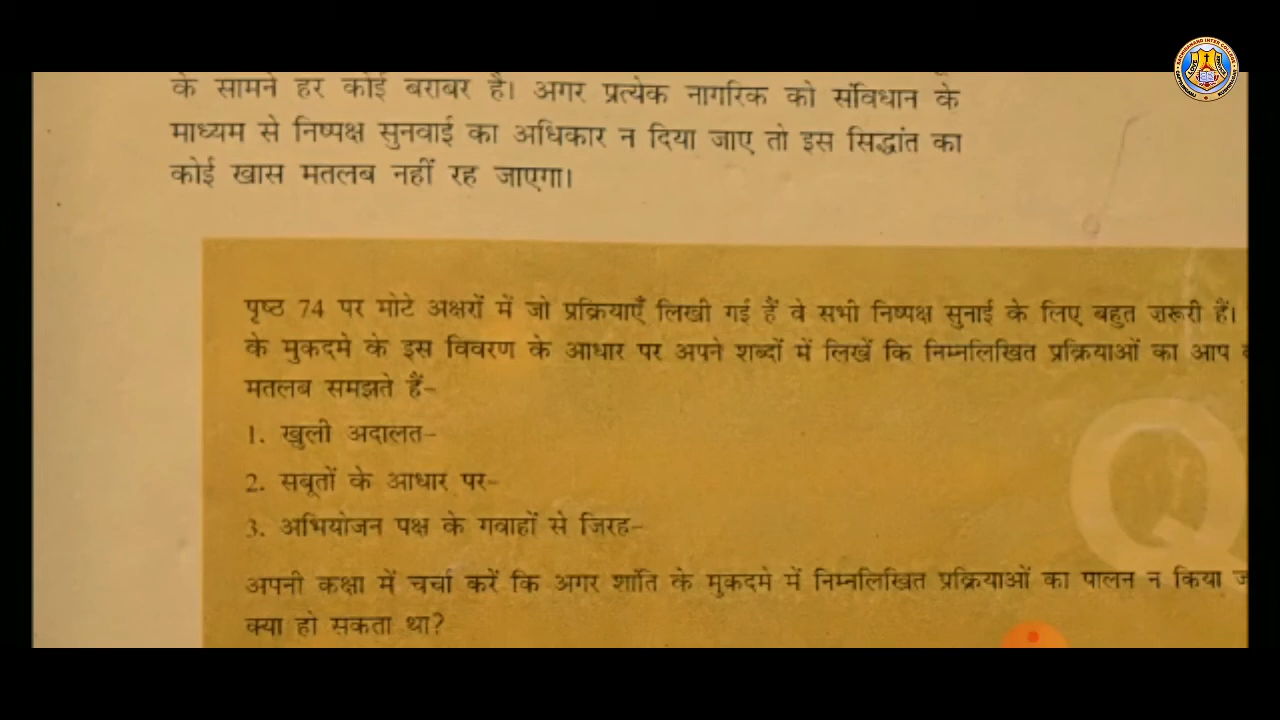 के सामने हर कोई बराबर है। अगर प्रत्येक नागरिक को संविधान के
माध्यम से निष्पक्ष सुनवाई का अधिकार न दिया जाए तो इस सिद्धांत का
कोई खास मतलब नहीं रह जाएगा।
पृष्ठ 74 पर मोटे अक्षरों में जो प्रक्रियाएँ लिखी गई हैं वे सभी निष्पक्ष सुनाई के लिए बहुत ज़रूरी हैं।
के मुकदमे के इस विवरण के आधार पर अपने शब्दों में लिखें कि निम्नलिखित प्रक्रियाओं का आप
मतलब समझते हैं–
1. खुली अदालत–
2. सबूतों के आधार पर–
3. अभियोजन पक्ष के गवाहों से जिरह–
अपनी कक्षा में चर्चा करें कि अगर शांति के मुकदमे में निम्नलिखित प्रक्रियाओं का पालन न किया
क्या हो सकता था?
Q